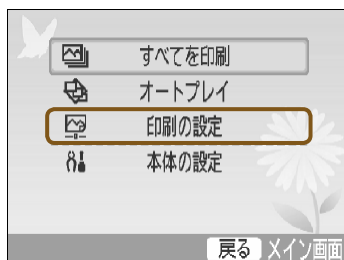 すべてを印刷
オートプレイ
印刷の設定
本体の設定
戻る メイン画面